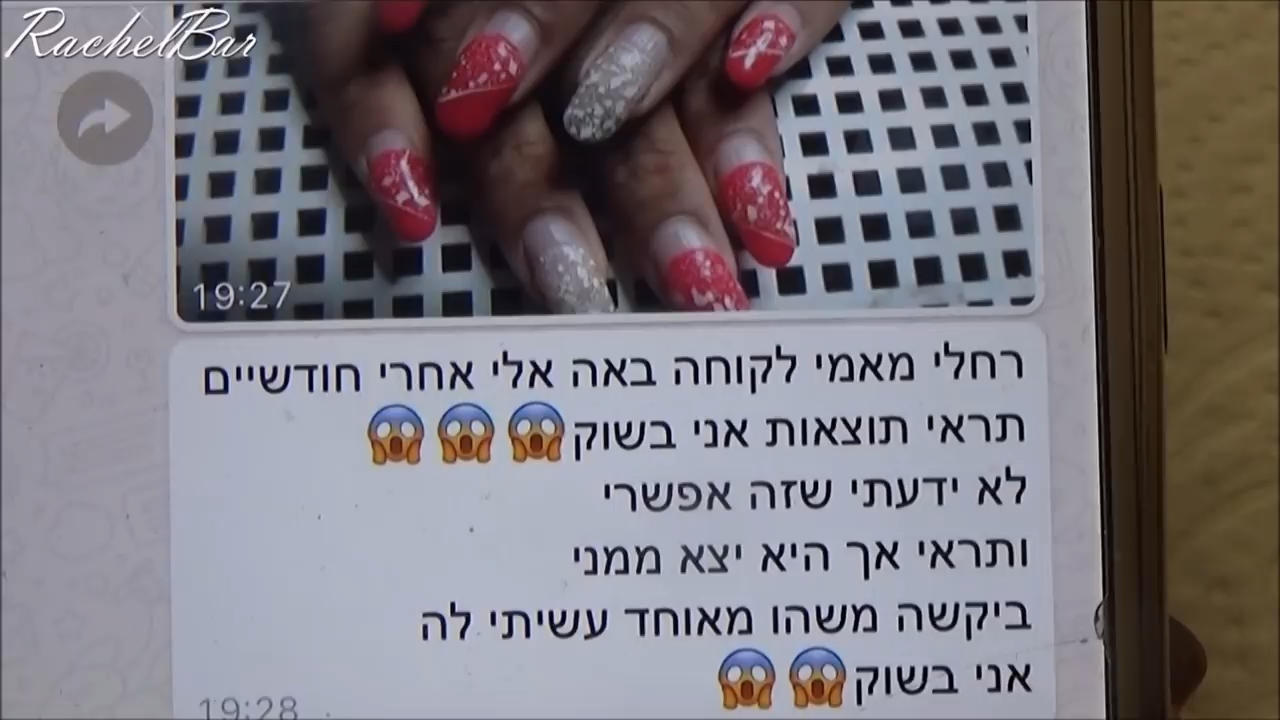 RachelBar
19:27
רחלי מאמי לקוחה באה אלי אחרי חודשיים
תראי תוצאות אני בשוק😱😱😱
לא ידעתי שזה אפשרי
ותראי אך היא יצא ממני
ביקשה משהו מאוחד עשיתי לה
אני בשוק😱😱
19:28